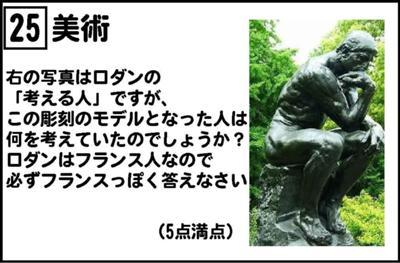 25 美術
右の写真はロダンの
「考える人」ですが、
この彫刻のモデルとなった人は
何を考えていたのでしょうか？
ロダンはフランス人なので
必ずフランスっぽく答えなさい
（5点満点）